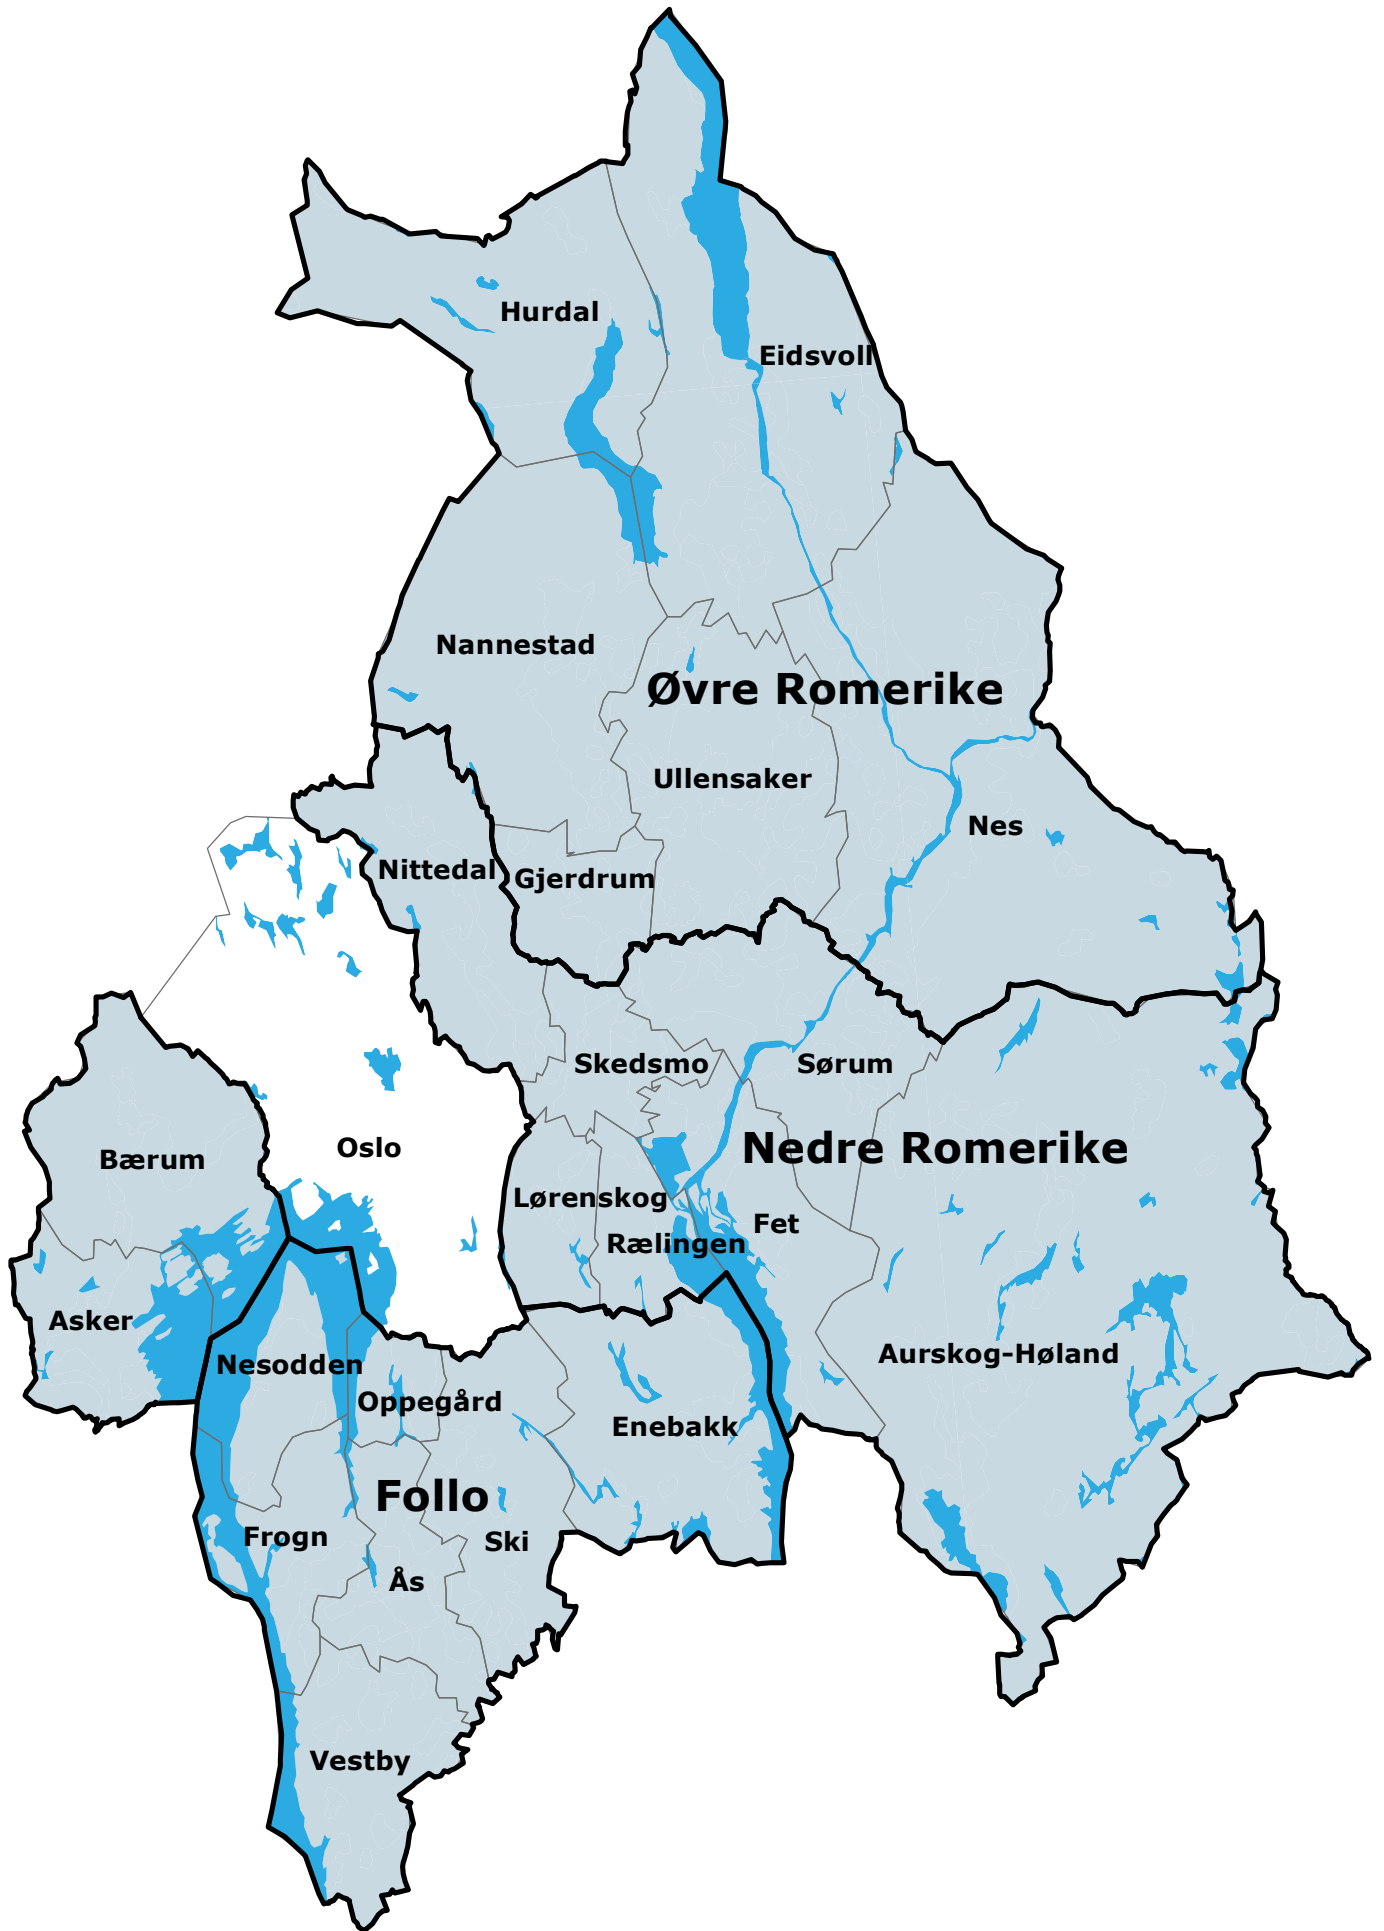 Hurdal
Eidsvoll
Nannestad
Øvre Romerike
Ullensaker
Nes
Nittedal
Gjerdrum
Skedsmo
Sørum
Oslo
Nedre Romerike
Bærum
Lørenskog
Fet
Rælingen
Asker
Aurskog-Høland
Nesodden
Oppegård
Enebakk
Follo
Frogn
Ski
Ås
Vestby